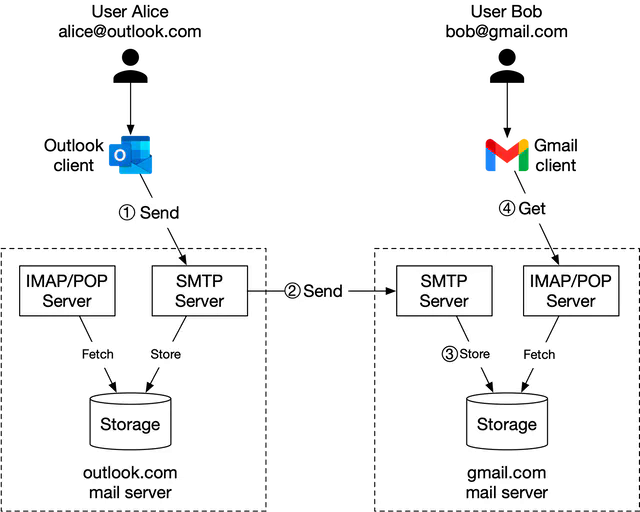 User Alice
alice@outlook.com
User Bob
bob@gmail.com
Outlook
client
O
Gmail
client
① Send
④ Get
IMAP/POP
Server
SMTP
Server
② Send
SMTP
Server
IMAP/POP
Server
Fetch
Store
③ Store
Fetch
Storage
Storage
outlook.com
mail server
gmail.com
mail server